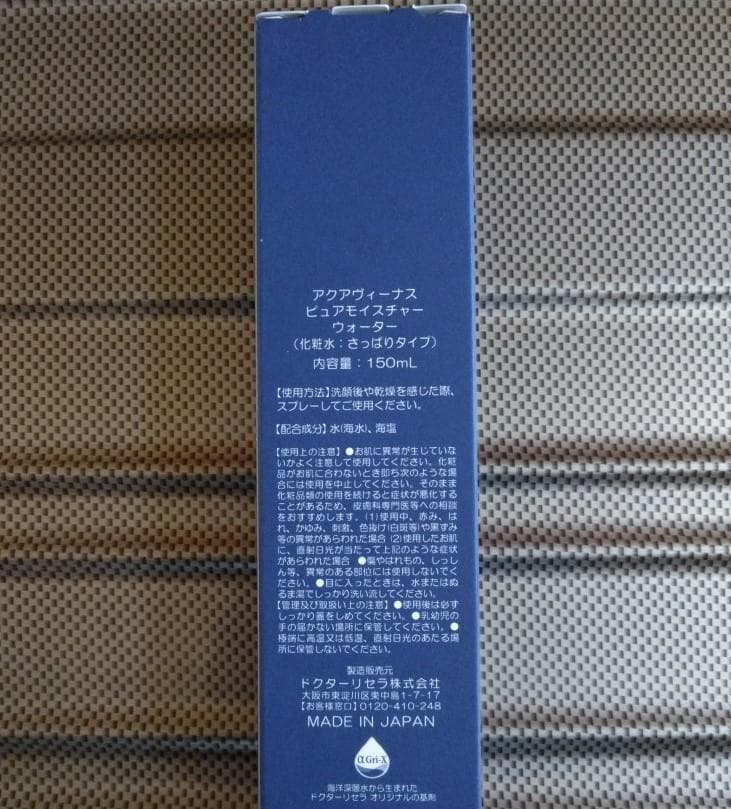 アクアヴィーナス
ピュアモイスチャー
ウォーター
（化粧水：さっぱりタイプ）
内容量：150mL
【使用方法】洗顔後や乾燥を感じた際、
スプレーしてご使用ください。
【配合成分】水(海水)、海塩
【使用上の注意】●お肌に異常が生じていな
いかよく注意して使用してください。化粧
品がお肌に合わないとき即ち次のような場
合には使用を中止してください。そのまま
化粧品類の使用を続けると症状が悪化する
ことがあるため、皮膚科専門医等への相談
をおすすめします。(1)使用中、赤み、は
れ、かゆみ、刺激、色抜け(白斑等)や黒ずみ
等の異常があらわれた場合 (2)使用したお肌
に、直射日光が当たって上記のような症状
があらわれた場合 ●傷やはれもの、しっし
ん等、異常のある部位には使用しないでく
ださい。●目に入ったときは、水またはぬ
るま湯でしっかり洗い流してください。
【管理及び取扱い上の注意】●使用後は必ず
しっかり蓋をしめてください。●乳幼児の
手の届かない場所に保管してください。●
極端に高温又は低温、直射日光のあたる場
所に保管しないでください。
製造販売元
ドクターリセラ株式会社
大阪市東淀川区東中島1-7-17
【お客様窓口】0120-410-248
MADE IN JAPAN
αGri-X
海洋深層水から生まれた
ドクターリセラ オリジナルの基剤